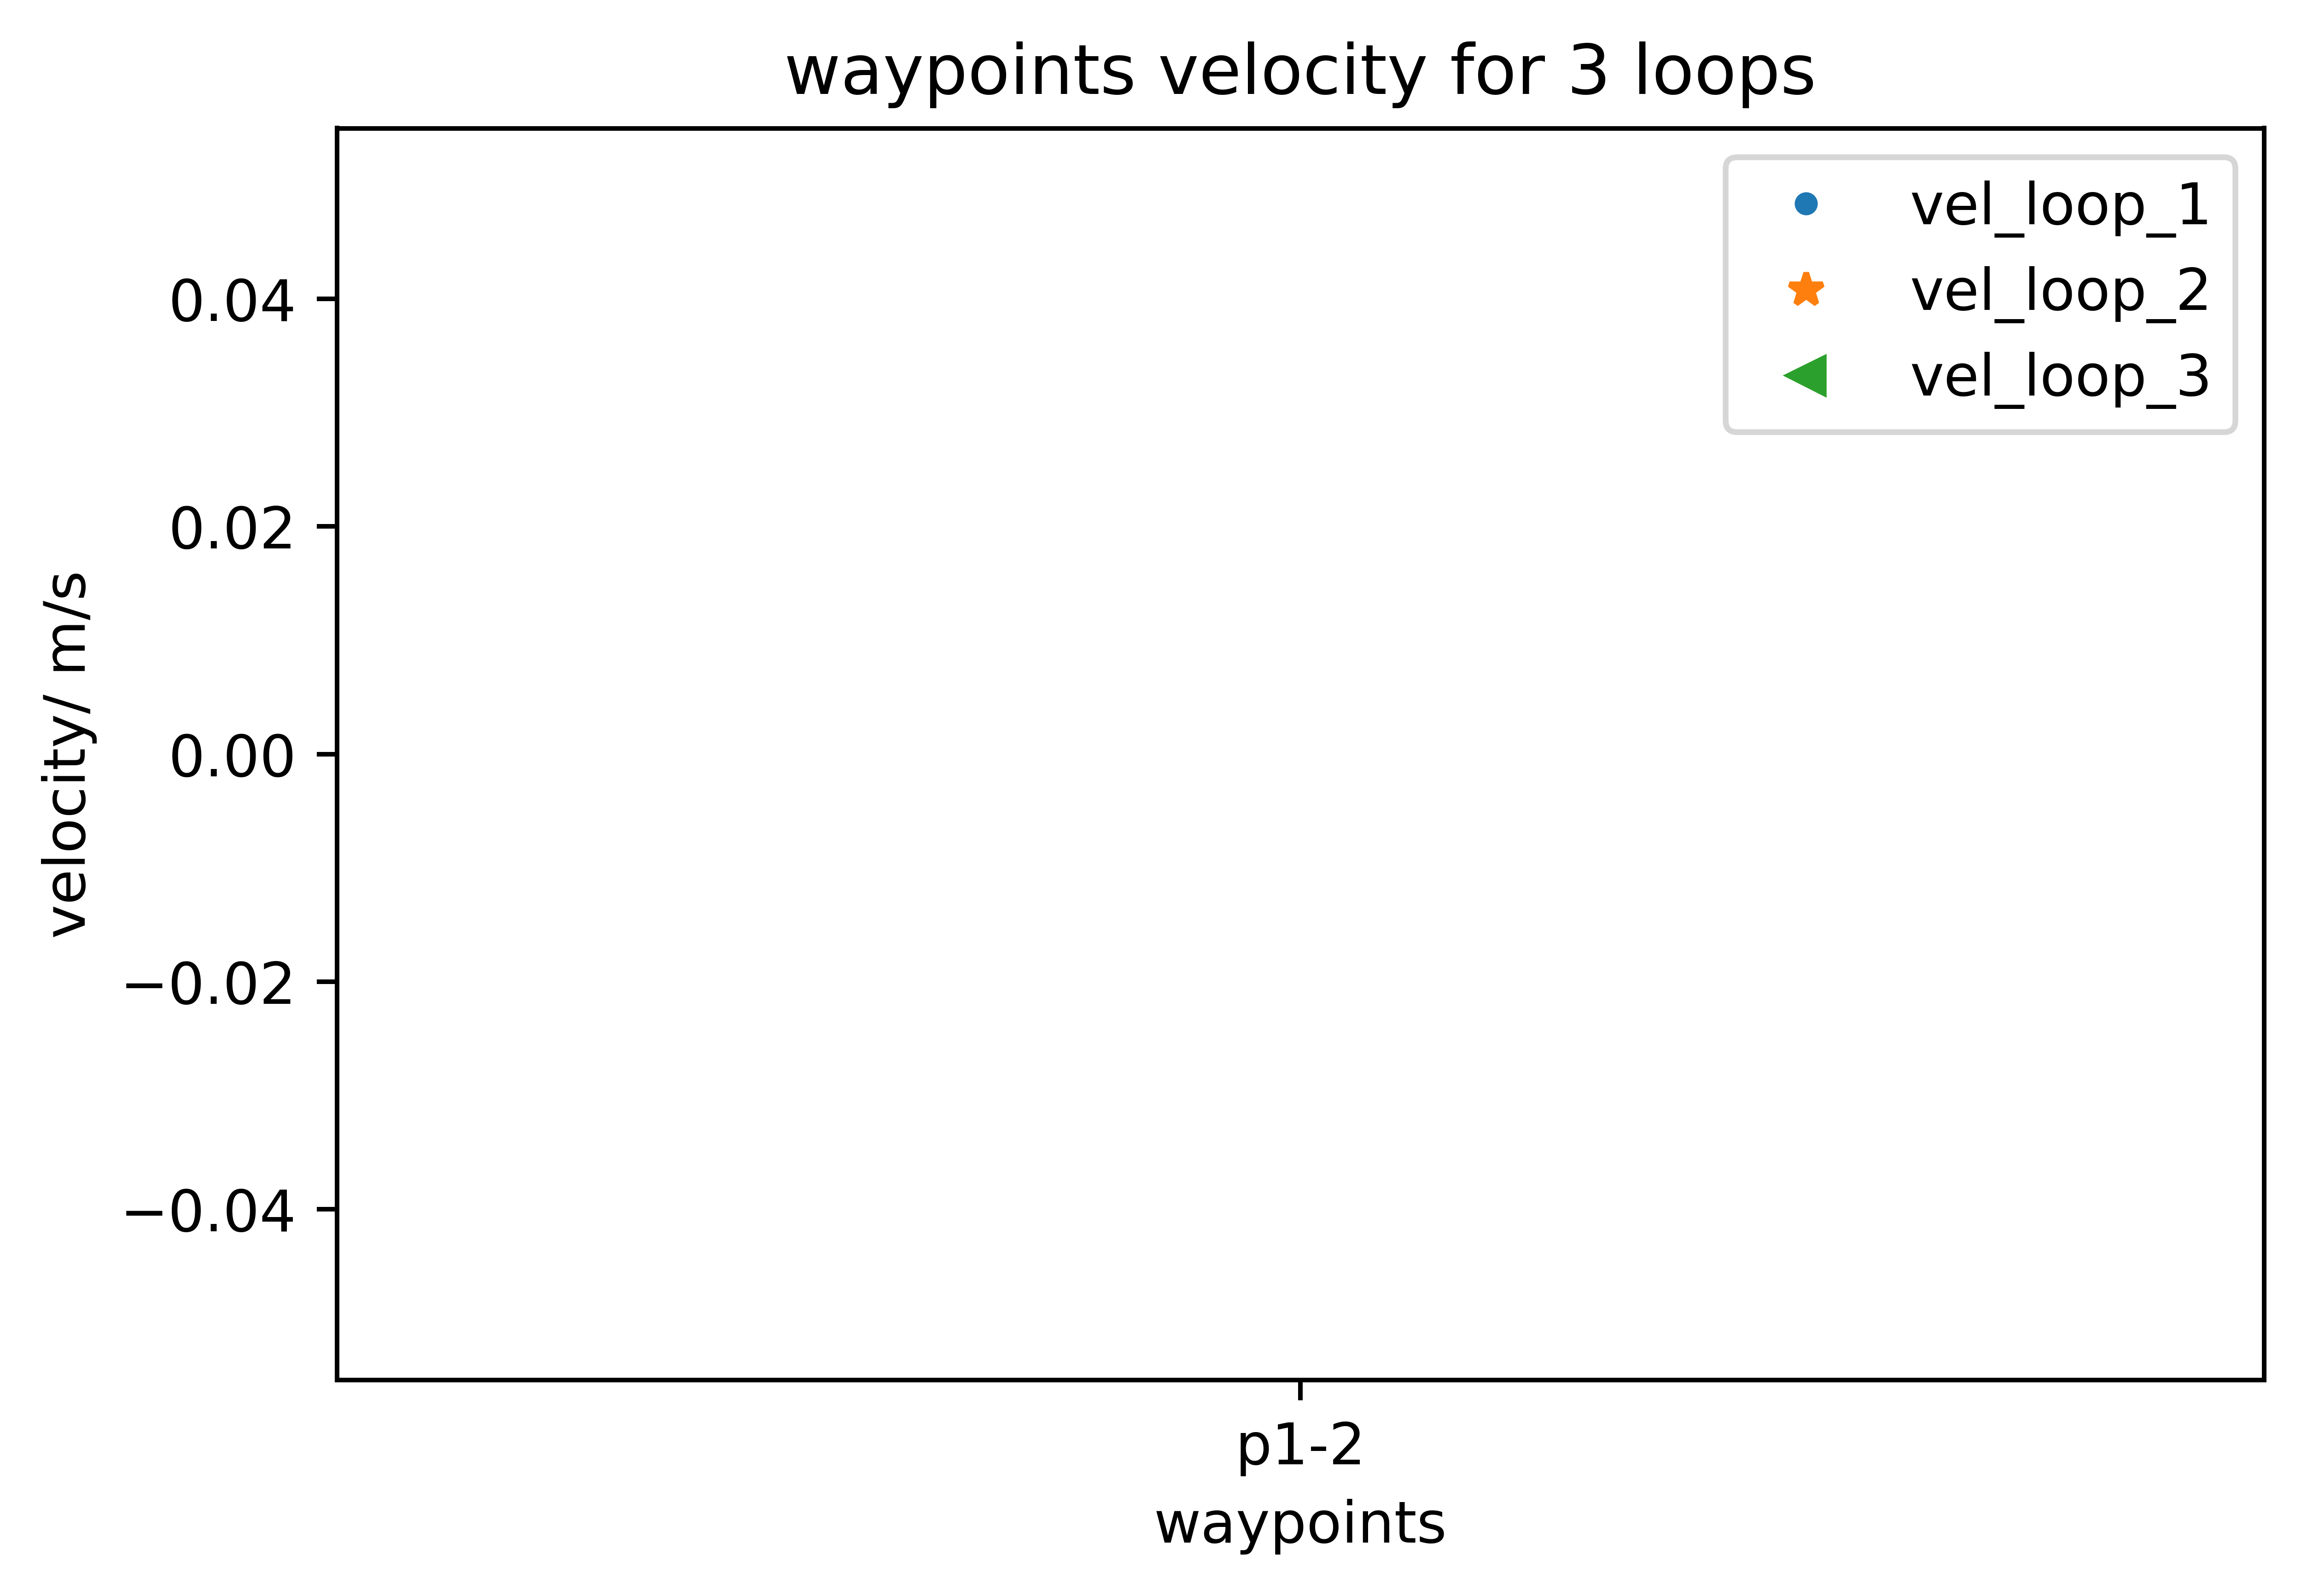 waypoints velocity for 3 loops
vel_loop_1
vel_loop_2
vel_loop_3
velocity/ m/s
0.04
0.02
0.00
−0.02
−0.04
p1-2
waypoints